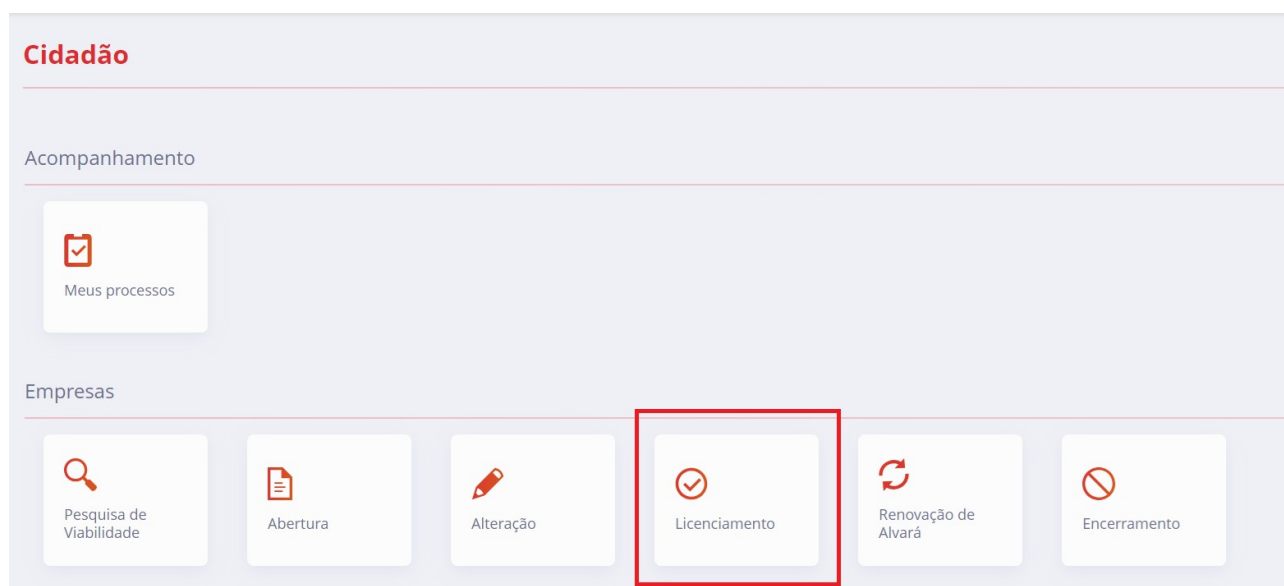 Cidadão
Acompanhamento
Meus processos
Empresas
Pesquisa de
Viabilidade
Abertura
Alteração
Licenciamento
Renovação de
Alvará
Encerramento